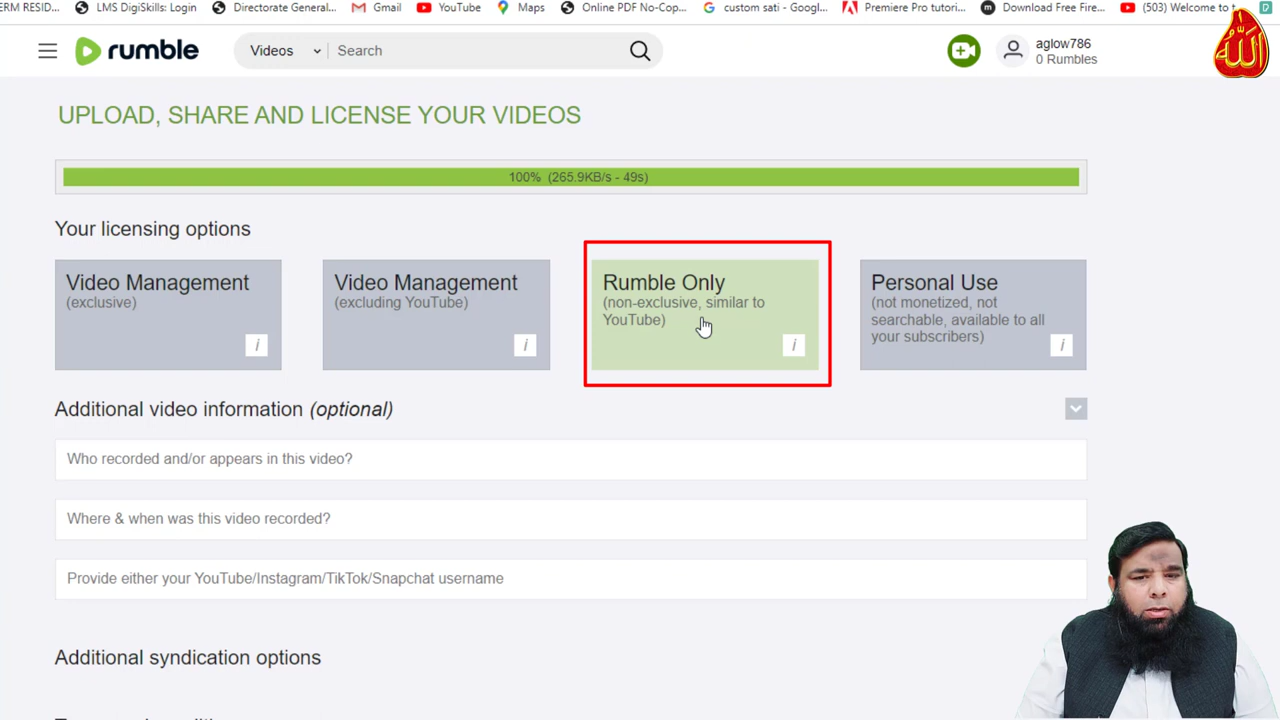 ERM RESID...
LMS DigiSkills: Login
Directorate General...
Gmail
YouTube
Maps
Online PDF No-Cop...
custom sati - Googl...
Premiere Pro tutori...
Download Free Fire...
(503) Welcome to
rumble
Videos
Search
aglow786
0 Rumbles
الله
UPLOAD, SHARE AND LICENSE YOUR VIDEOS
100% (265.9KB/s - 49s)
Your licensing options
Video Management
(exclusive)
i
Video Management
(excluding YouTube)
i
Rumble Only
(non-exclusive, similar to
YouTube)
i
Personal Use
(not monetized, not
searchable, available to all
your subscribers)
i
Additional video information (optional)
Who recorded and/or appears in this video?
Where & when was this video recorded?
Provide either your YouTube/Instagram/TikTok/Snapchat username
Additional syndication options